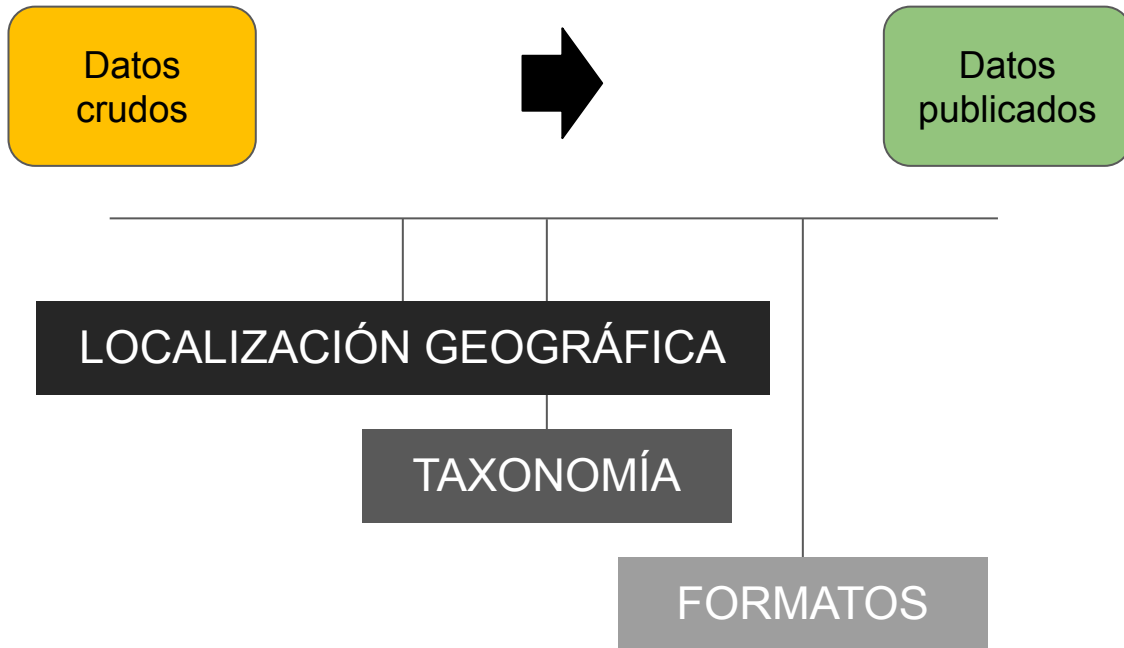 Datos
crudos
Datos
publicados
LOCALIZACIÓN GEOGRÁFICA
TAXONOMÍA
FORMATOS